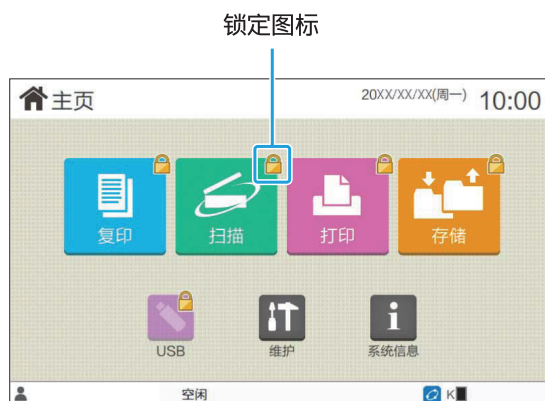 锁定图标
主页
20XX/XX/XX(周一) 10:00
复印
扫描
打印
存储
USB
维护
系统信息
空闲
K